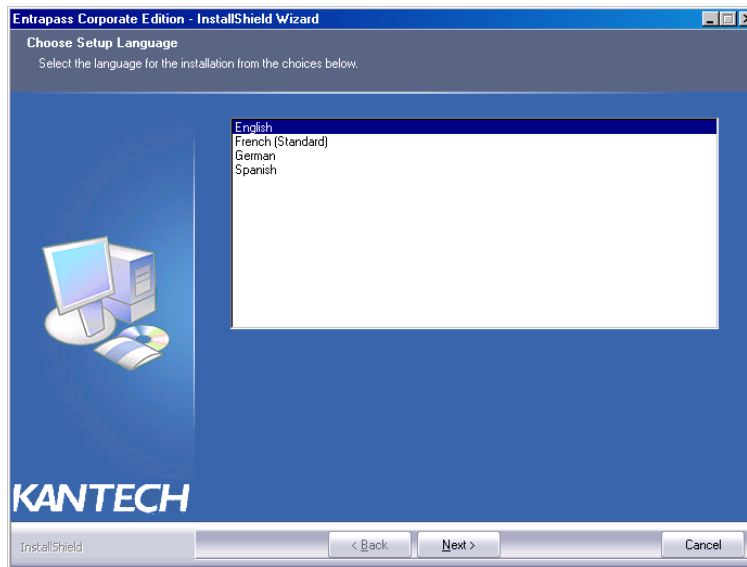 Entrapass Corporate Edition - InstallShield Wizard
Choose Setup Language
Select the language for the installation from the choices below.
English
French (Standard)
German
Spanish
KANTECH
InstallShield
< Back
Next >
Cancel